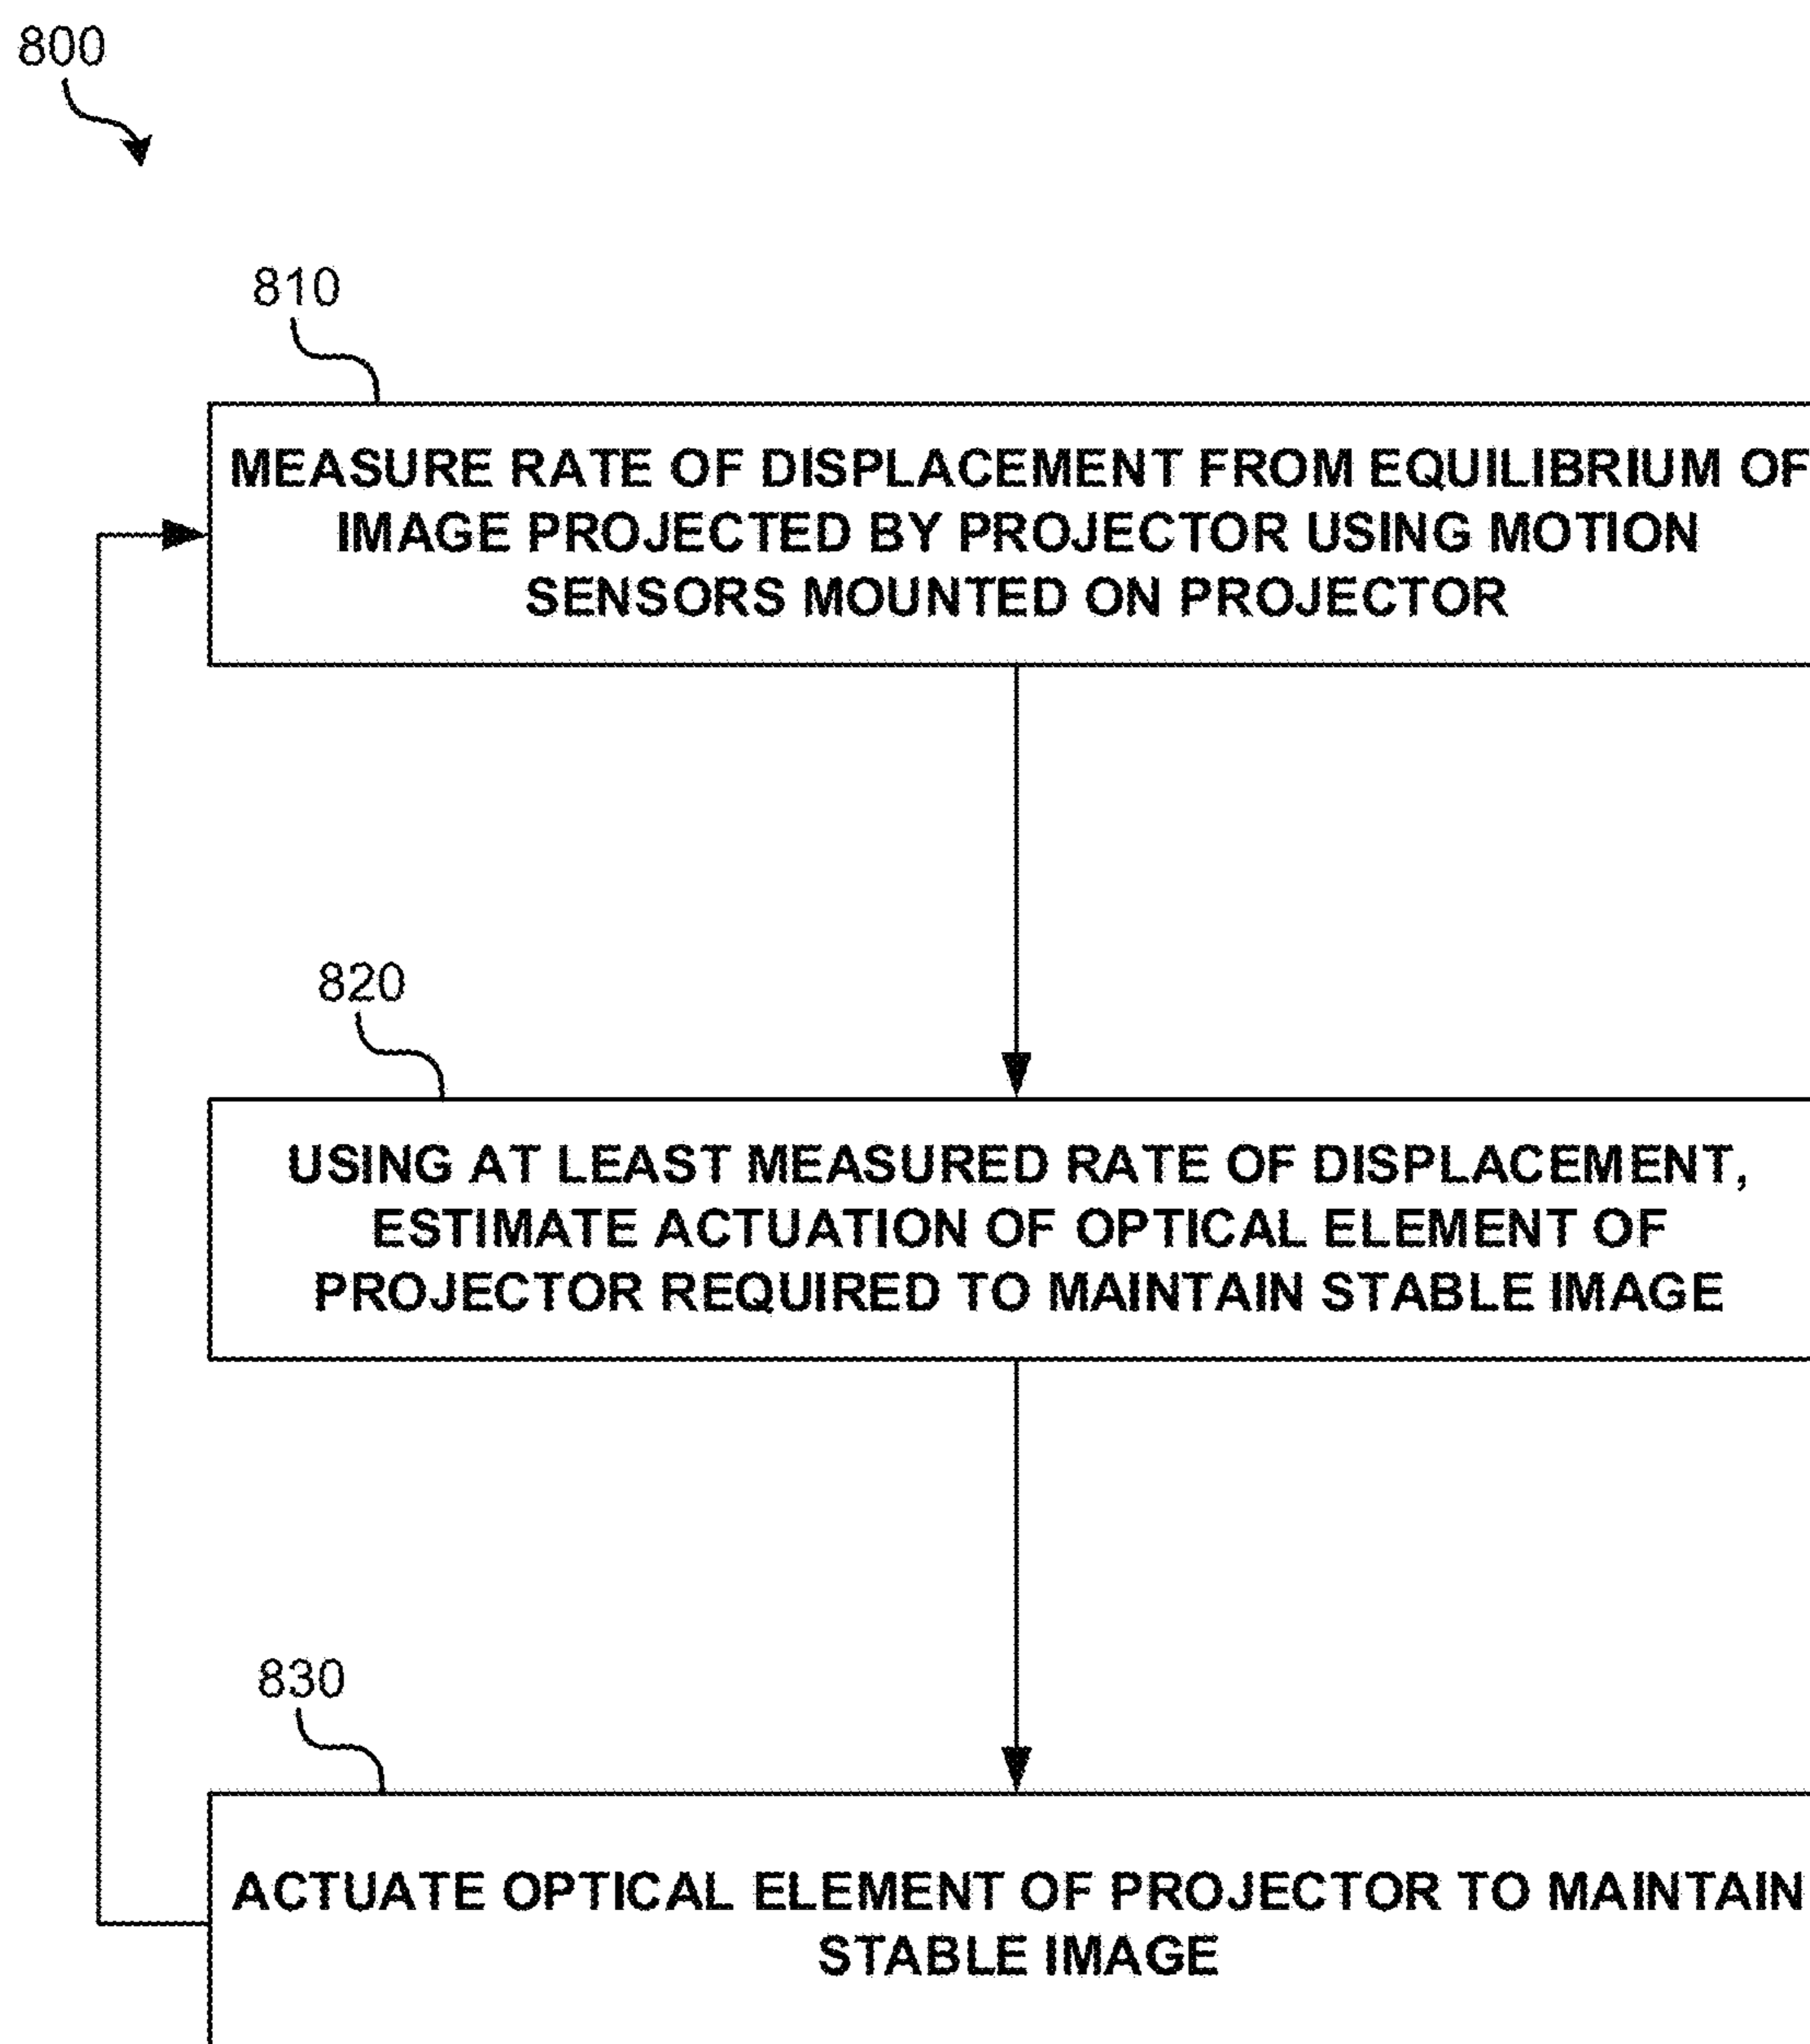 800
810
MEASURE RATE OF DISPLACEMENT FROM EQUILIBRIUM OF
IMAGE PROJECTED BY PROJECTOR USING MOTION
SENSORS MOUNTED ON PROJECTOR
820
USING AT LEAST MEASURED RATE OF DISPLACEMENT,
ESTIMATE ACTUATION OF OPTICAL ELEMENT OF
PROJECTOR REQUIRED TO MAINTAIN STABLE IMAGE
830
ACTUATE OPTICAL ELEMENT OF PROJECTOR TO MAINTAIN
STABLE IMAGE